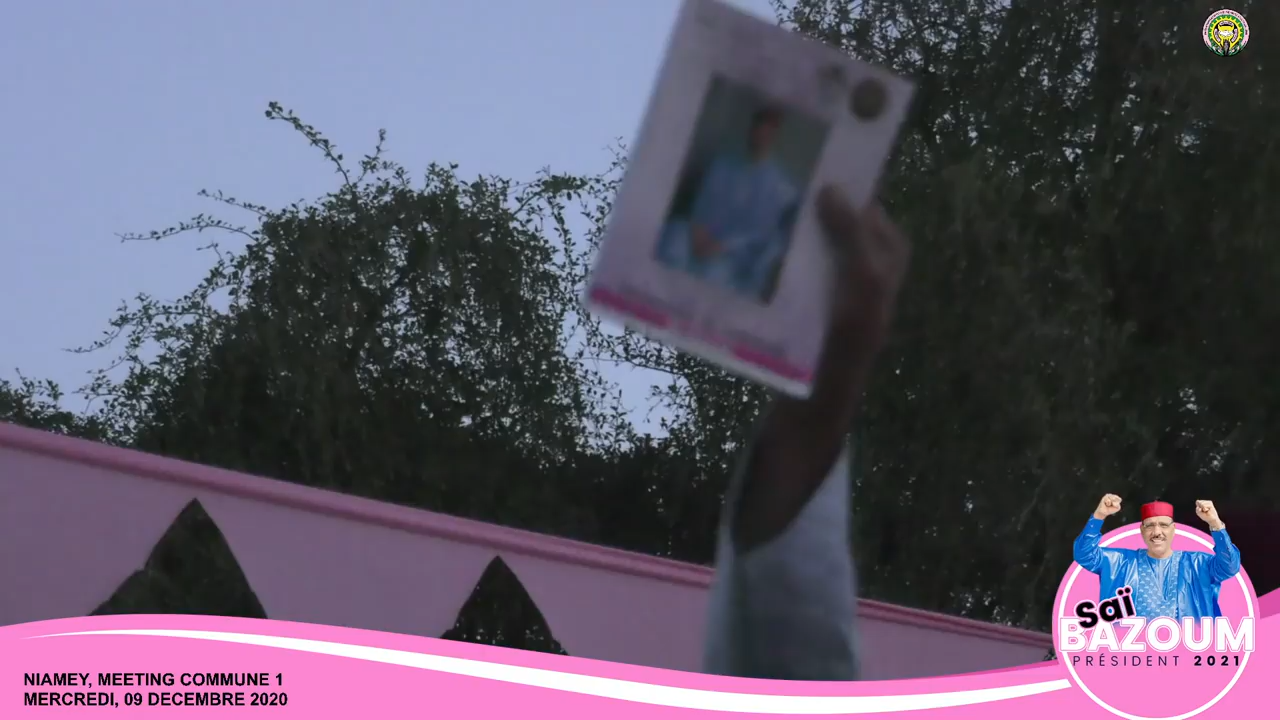 Saï
BAZOUM
PRÉSIDENT 2021
NIAMEY, MEETING COMMUNE 1
MERCREDI, 09 DECEMBRE 2020